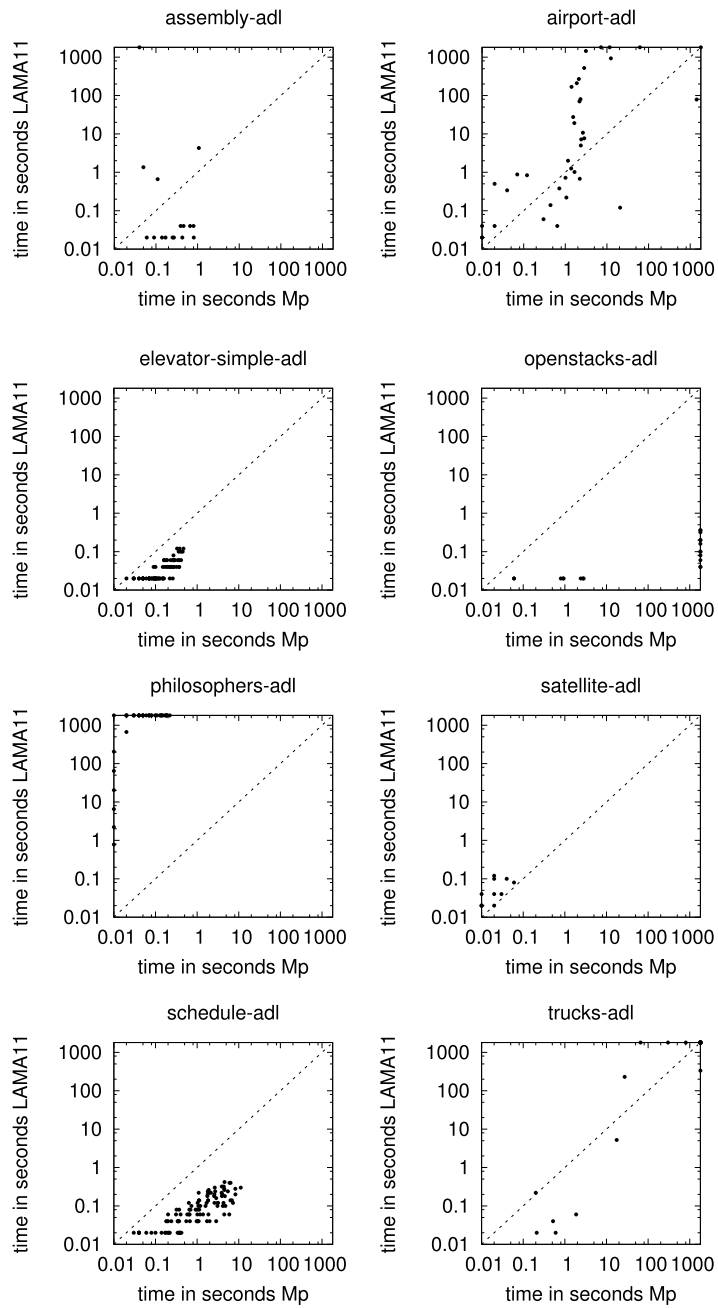 assembly-adl
time in seconds LAMA11
1000
100
10
1
0.1
0.01
0.01 0.1 1 10 100 1000
time in seconds Mp
airport-adl
time in seconds LAMA11
1000
100
10
1
0.1
0.01
0.01 0.1 1 10 100 1000
time in seconds Mp
elevator-simple-adl
time in seconds LAMA11
1000
100
10
1
0.1
0.01
0.01 0.1 1 10 100 1000
time in seconds Mp
openstacks-adl
time in seconds LAMA11
1000
100
10
1
0.1
0.01
0.01 0.1 1 10 100 1000
time in seconds Mp
philosophers-adl
time in seconds LAMA11
1000
100
10
1
0.1
0.01
0.01 0.1 1 10 100 1000
time in seconds Mp
satellite-adl
time in seconds LAMA11
1000
100
10
1
0.1
0.01
0.01 0.1 1 10 100 1000
time in seconds Mp
schedule-adl
time in seconds LAMA11
1000
100
10
1
0.1
0.01
0.01 0.1 1 10 100 1000
time in seconds Mp
trucks-adl
time in seconds LAMA11
1000
100
10
1
0.1
0.01
0.01 0.1 1 10 100 1000
time in seconds Mp